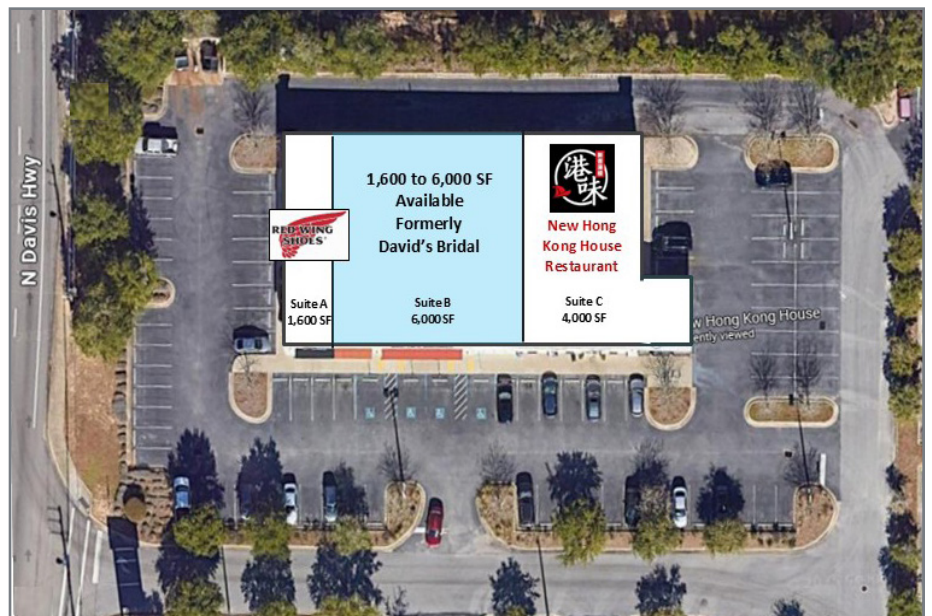 N Davis Hwy
RED WING
SHOES
1,600 to 6,000 SF
Available
Formerly
David's Bridal
港味
New Hong
Kong House
Restaurant
Suite A
1,600 SF
Suite B
6,000 SF
Suite C
4,000 SF
w Hong Kong House
ently viewed